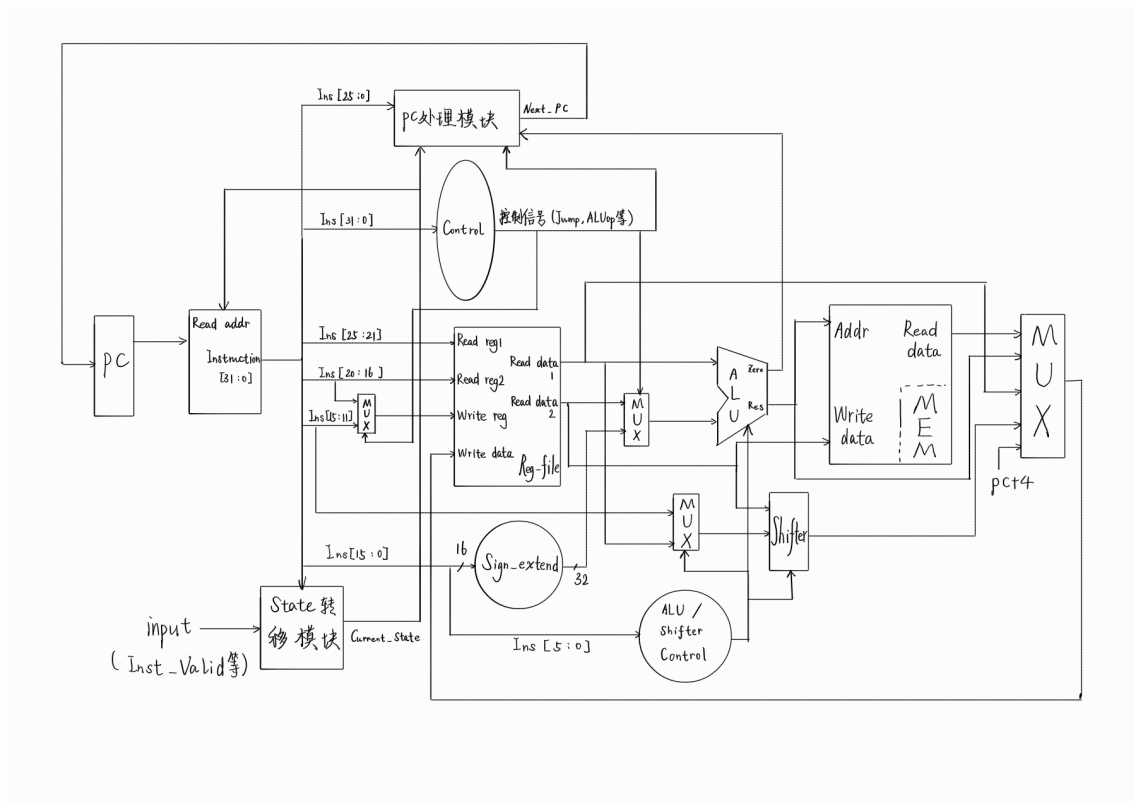 Ins [25:0]
pc处理模块
Next_PC
Ins [31:0]
Control
控制信号 (Jump, ALUop等)
PC
Read addr
Instruction
[31:0]
Ins [25:21]
Ins [20:16]
Ins[15:11]
MUX
Read reg1
Read data
1
Read reg2
Read data
2
Write reg
Write data
Reg-file
MUX
ALU
Zero
Res
Addr
Read
data
Write
data
MEM
MUX
pc+4
MUX
Shifter
Ins[15:0]
16
Sign_extend
32
State转
移模块
input
(Inst_Valid等)
Current_State
Ins [5:0]
ALU /
Shifter
Control